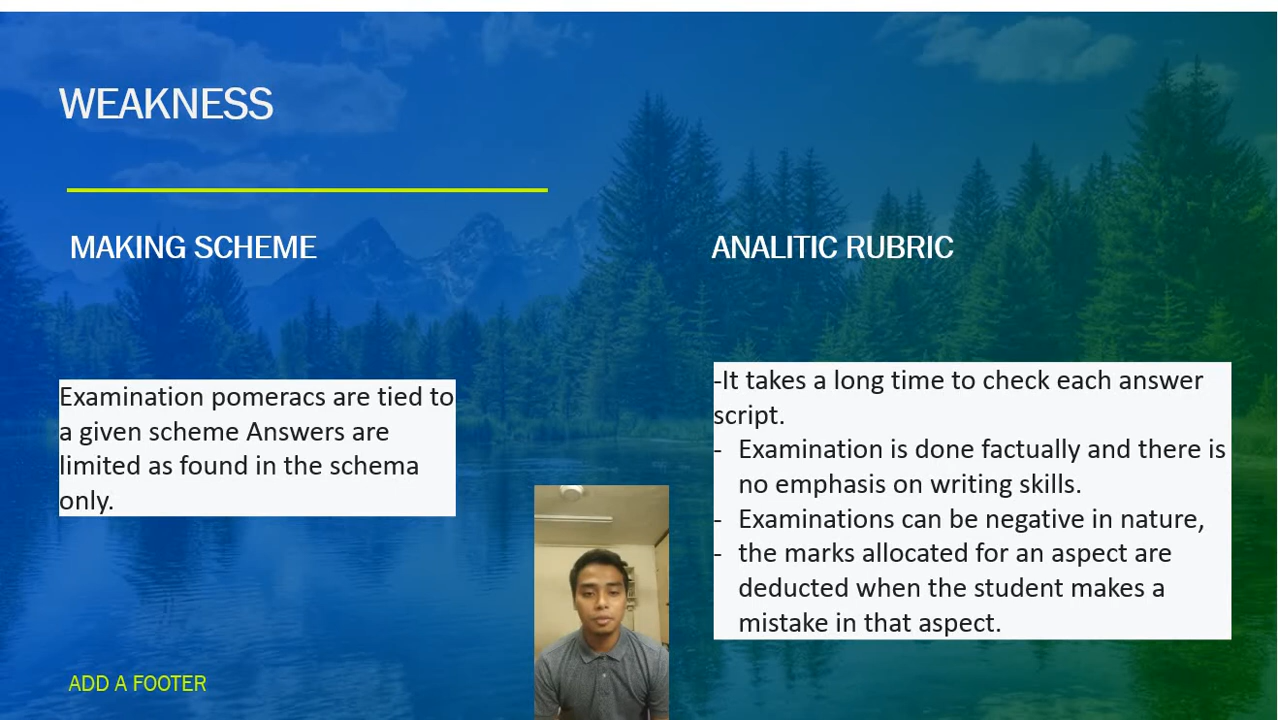 WEAKNESS
MAKING SCHEME
Examination pomeracs are tied to
a given scheme Answers are
limited as found in the schema
only.
ANALITIC RUBRIC
-It takes a long time to check each answer
script.
- Examination is done factually and there is
no emphasis on writing skills.
- Examinations can be negative in nature,
- the marks allocated for an aspect are
deducted when the student makes a
mistake in that aspect.
ADD A FOOTER